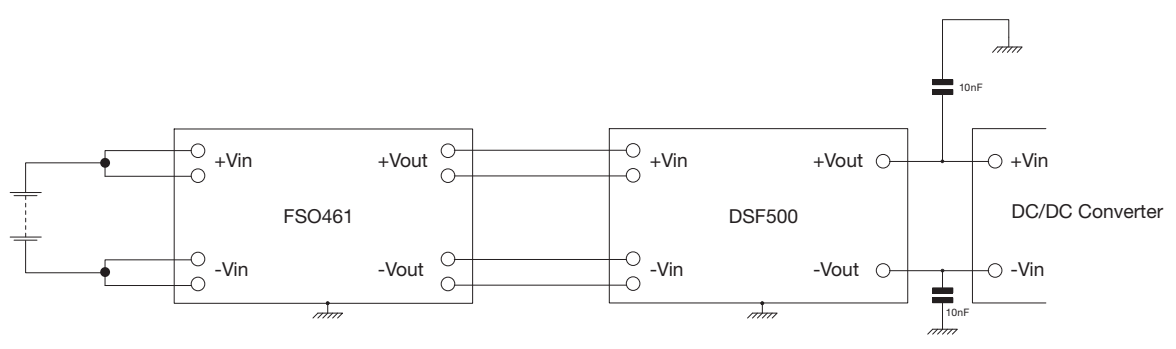 10nF
+Vin
+Vout
+Vin
+Vout
+Vin
FSO461
DSF500
DC/DC Converter
-Vin
-Vout
-Vin
-Vout
-Vin
10nF